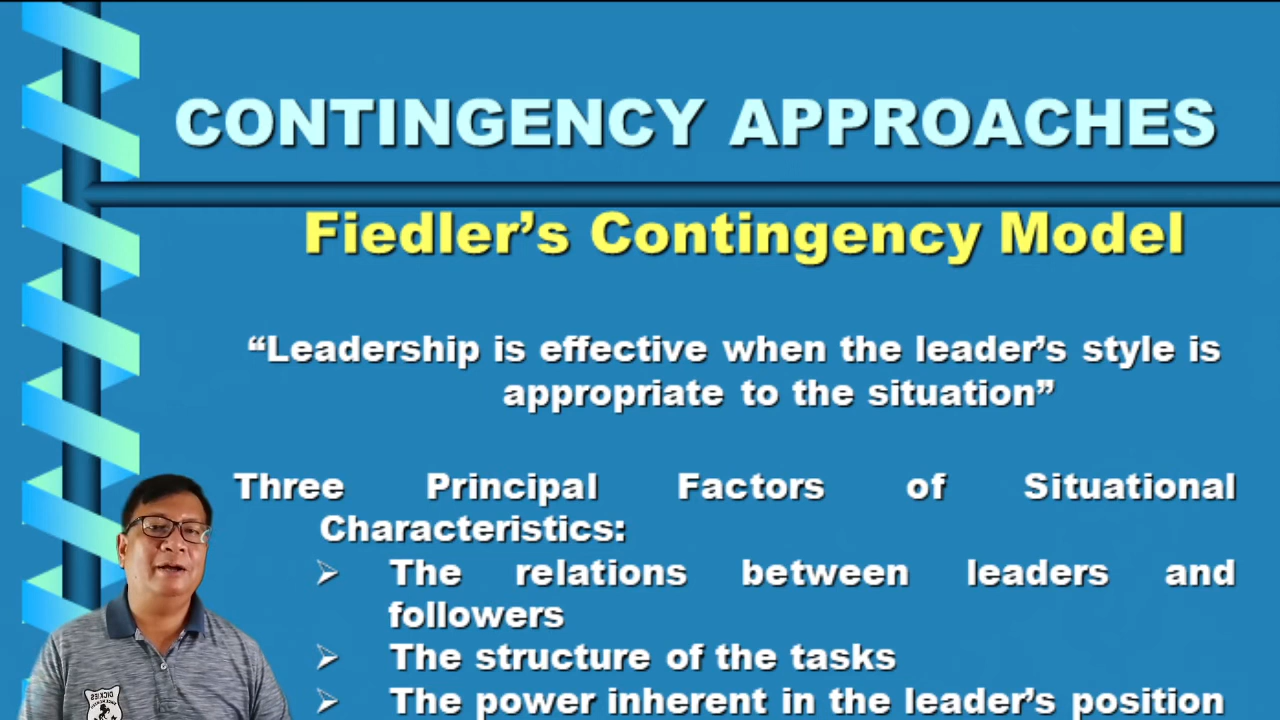 CONTINGENCY APPROACHES
Fiedler’s Contingency Model
“Leadership is effective when the leader’s style is
appropriate to the situation”
Three Principal Factors of Situational
Characteristics:
➢ The relations between leaders and
followers
➢ The structure of the tasks
➢ The power inherent in the leader’s position
DICKIES